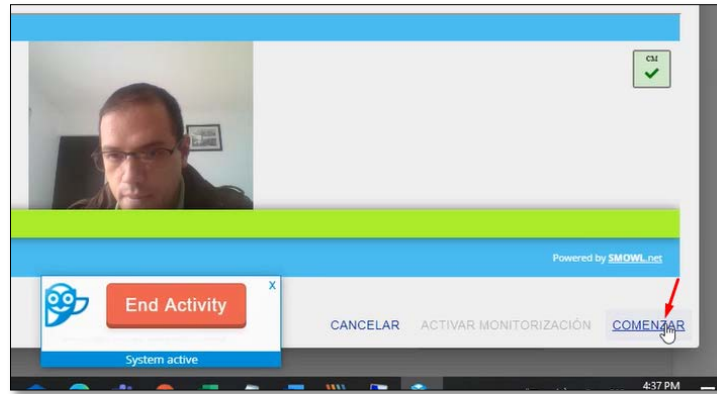 CM
Powered by SMOWL.net
End Activity
X
CANCELAR
ACTIVAR MONITORIZACIÓN
COMENZAR
System active
4:37 PM